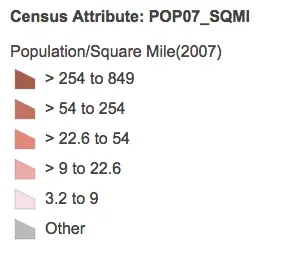 Census Attribute: POP07_SQMI
Population/Square Mile(2007)
> 254 to 849
> 54 to 254
> 22.6 to 54
> 9 to 22.6
3.2 to 9
Other